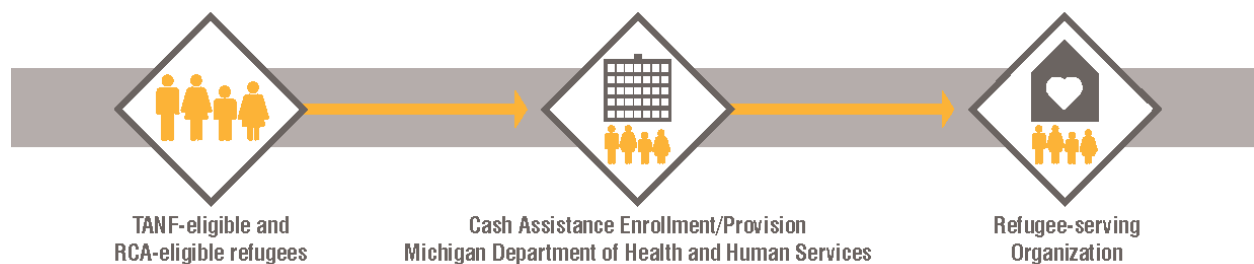 TANF-eligible and
RCA-eligible refugees
Cash Assistance Enrollment/Provision
Michigan Department of Health and Human Services
Refugee-serving
Organization